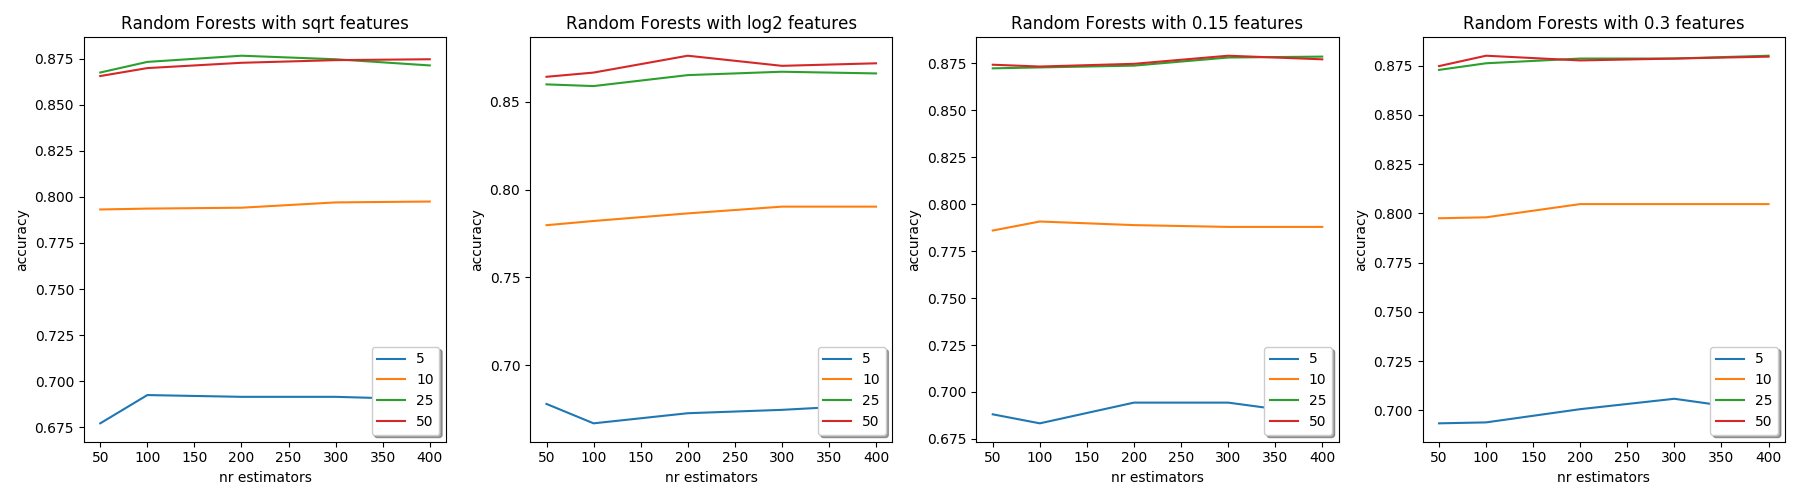 Random Forests with sqrt features
0.875
0.850
0.825
0.800
0.775
0.750
0.725
0.700
0.675
accuracy
50 100 150 200 250 300 350 400
nr estimators
5
10
25
50
Random Forests with log2 features
0.85
0.80
0.75
0.70
accuracy
50 100 150 200 250 300 350 400
nr estimators
5
10
25
50
Random Forests with 0.15 features
0.875
0.850
0.825
0.800
0.775
0.750
0.725
0.700
0.675
accuracy
50 100 150 200 250 300 350 400
nr estimators
5
10
25
50
Random Forests with 0.3 features
0.875
0.850
0.825
0.800
0.775
0.750
0.725
0.700
accuracy
50 100 150 200 250 300 350 400
nr estimators
5
10
25
50